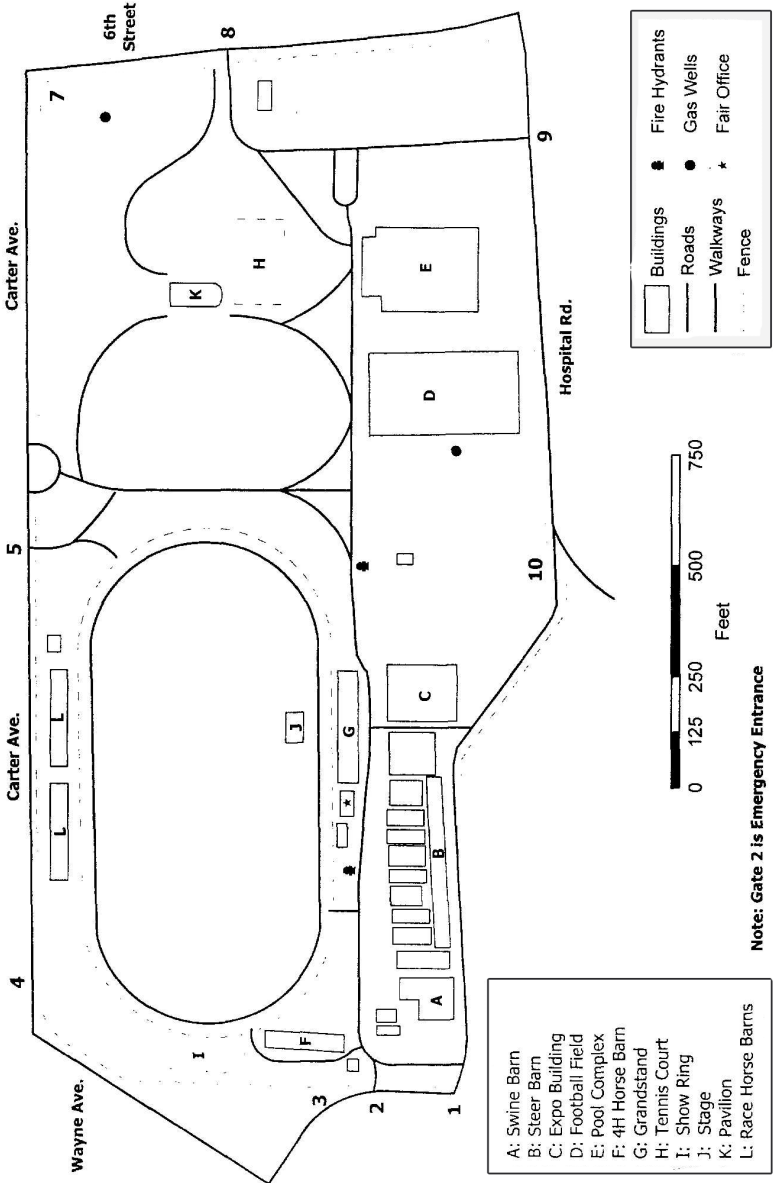 Carter Ave.
Carter Ave.
Wayne Ave.
6th
Street
Hospital Rd.
4
5
7
8
9
10
3
2
1
L
L
K
H
E
D
J
G
I
F
C
B
A
A: Swine Barn
B: Steer Barn
C: Expo Building
D: Football Field
E: Pool Complex
F: 4H Horse Barn
G: Grandstand
H: Tennis Court
I: Show Ring
J: Stage
K: Pavilion
L: Race Horse Barns
0 125 250 500 750
Feet
Note: Gate 2 is Emergency Entrance
Buildings
Roads
Walkways
Fence
Fire Hydrants
Gas Wells
Fair Office